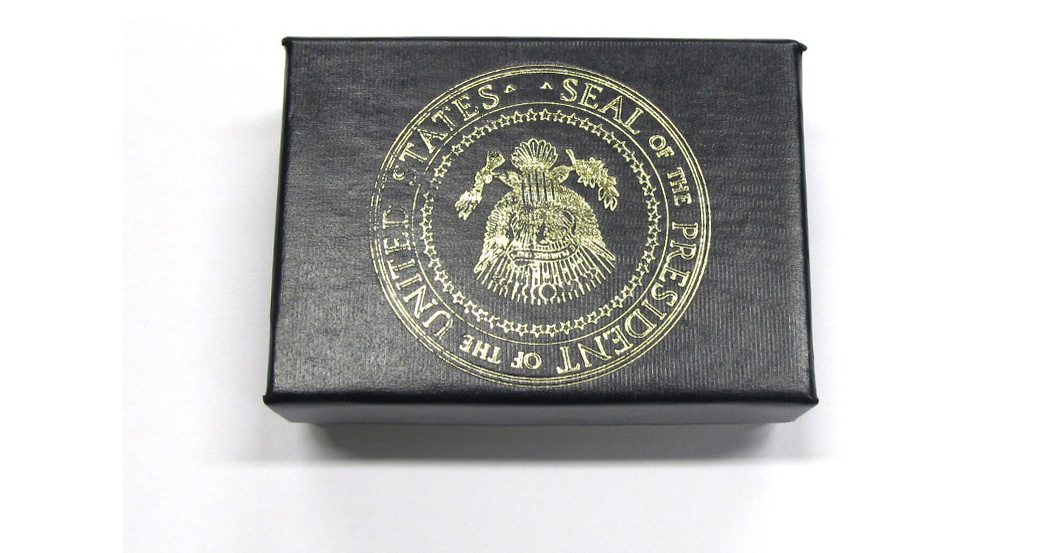 SEAL OF THE PRESIDENT OF THE UNITED STATES